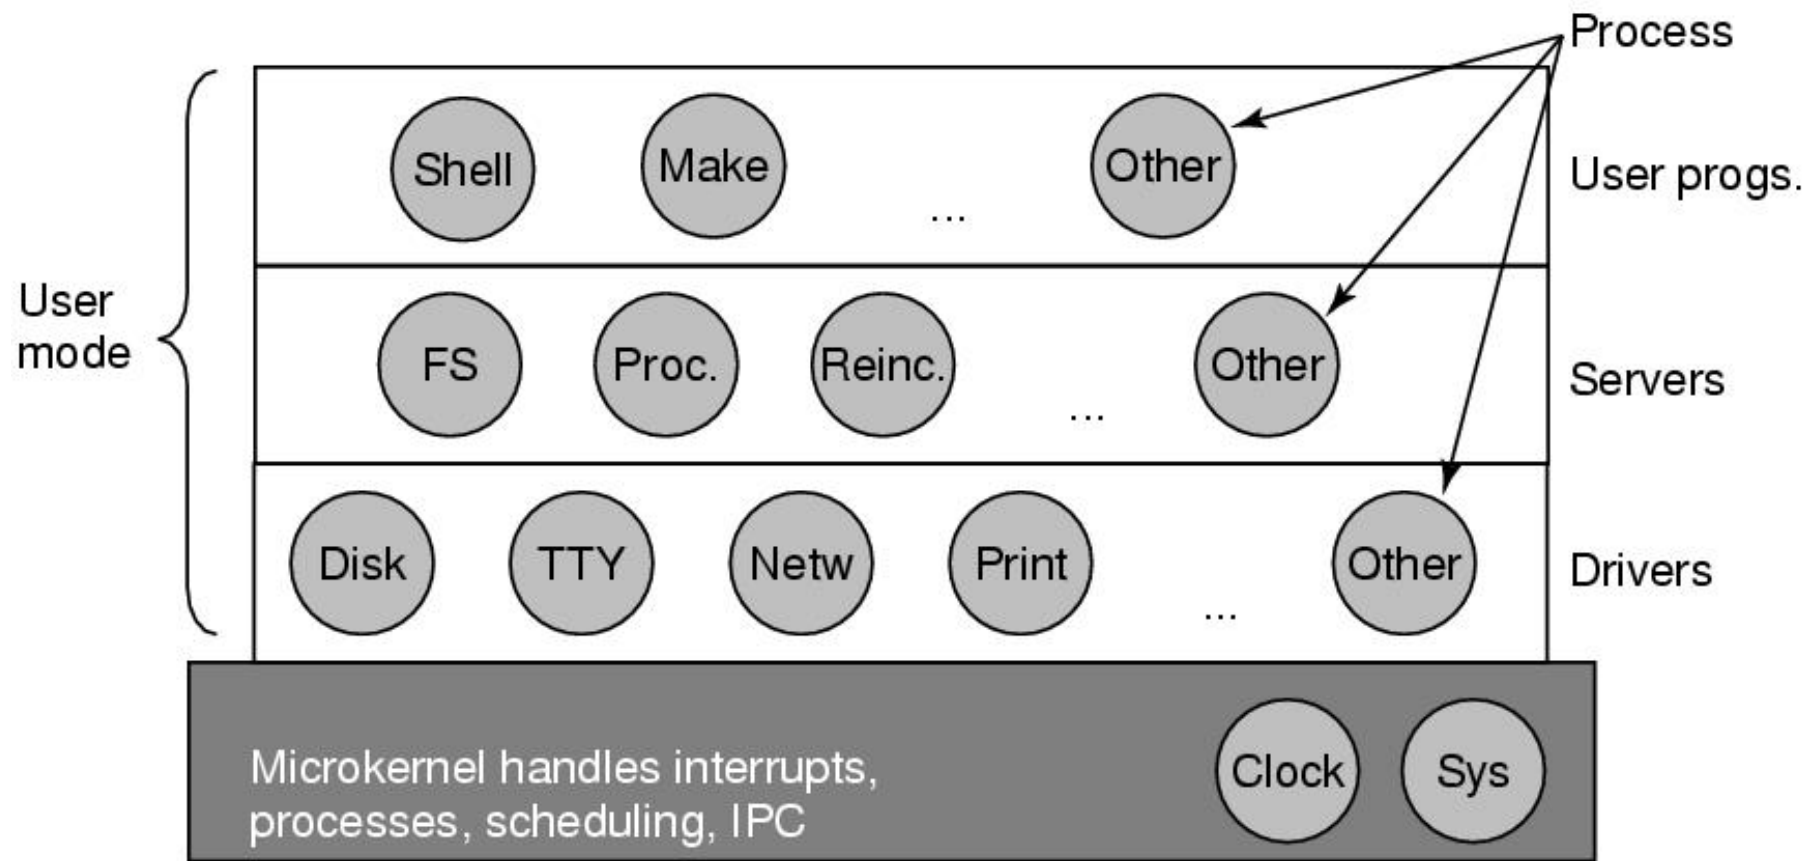 Process
Shell
Make
...
Other
User progs.
User
mode
FS
Proc.
Reinc.
...
Other
Servers
Disk
TTY
Netw
Print
...
Other
Drivers
Microkernel handles interrupts,
processes, scheduling, IPC
Clock
Sys